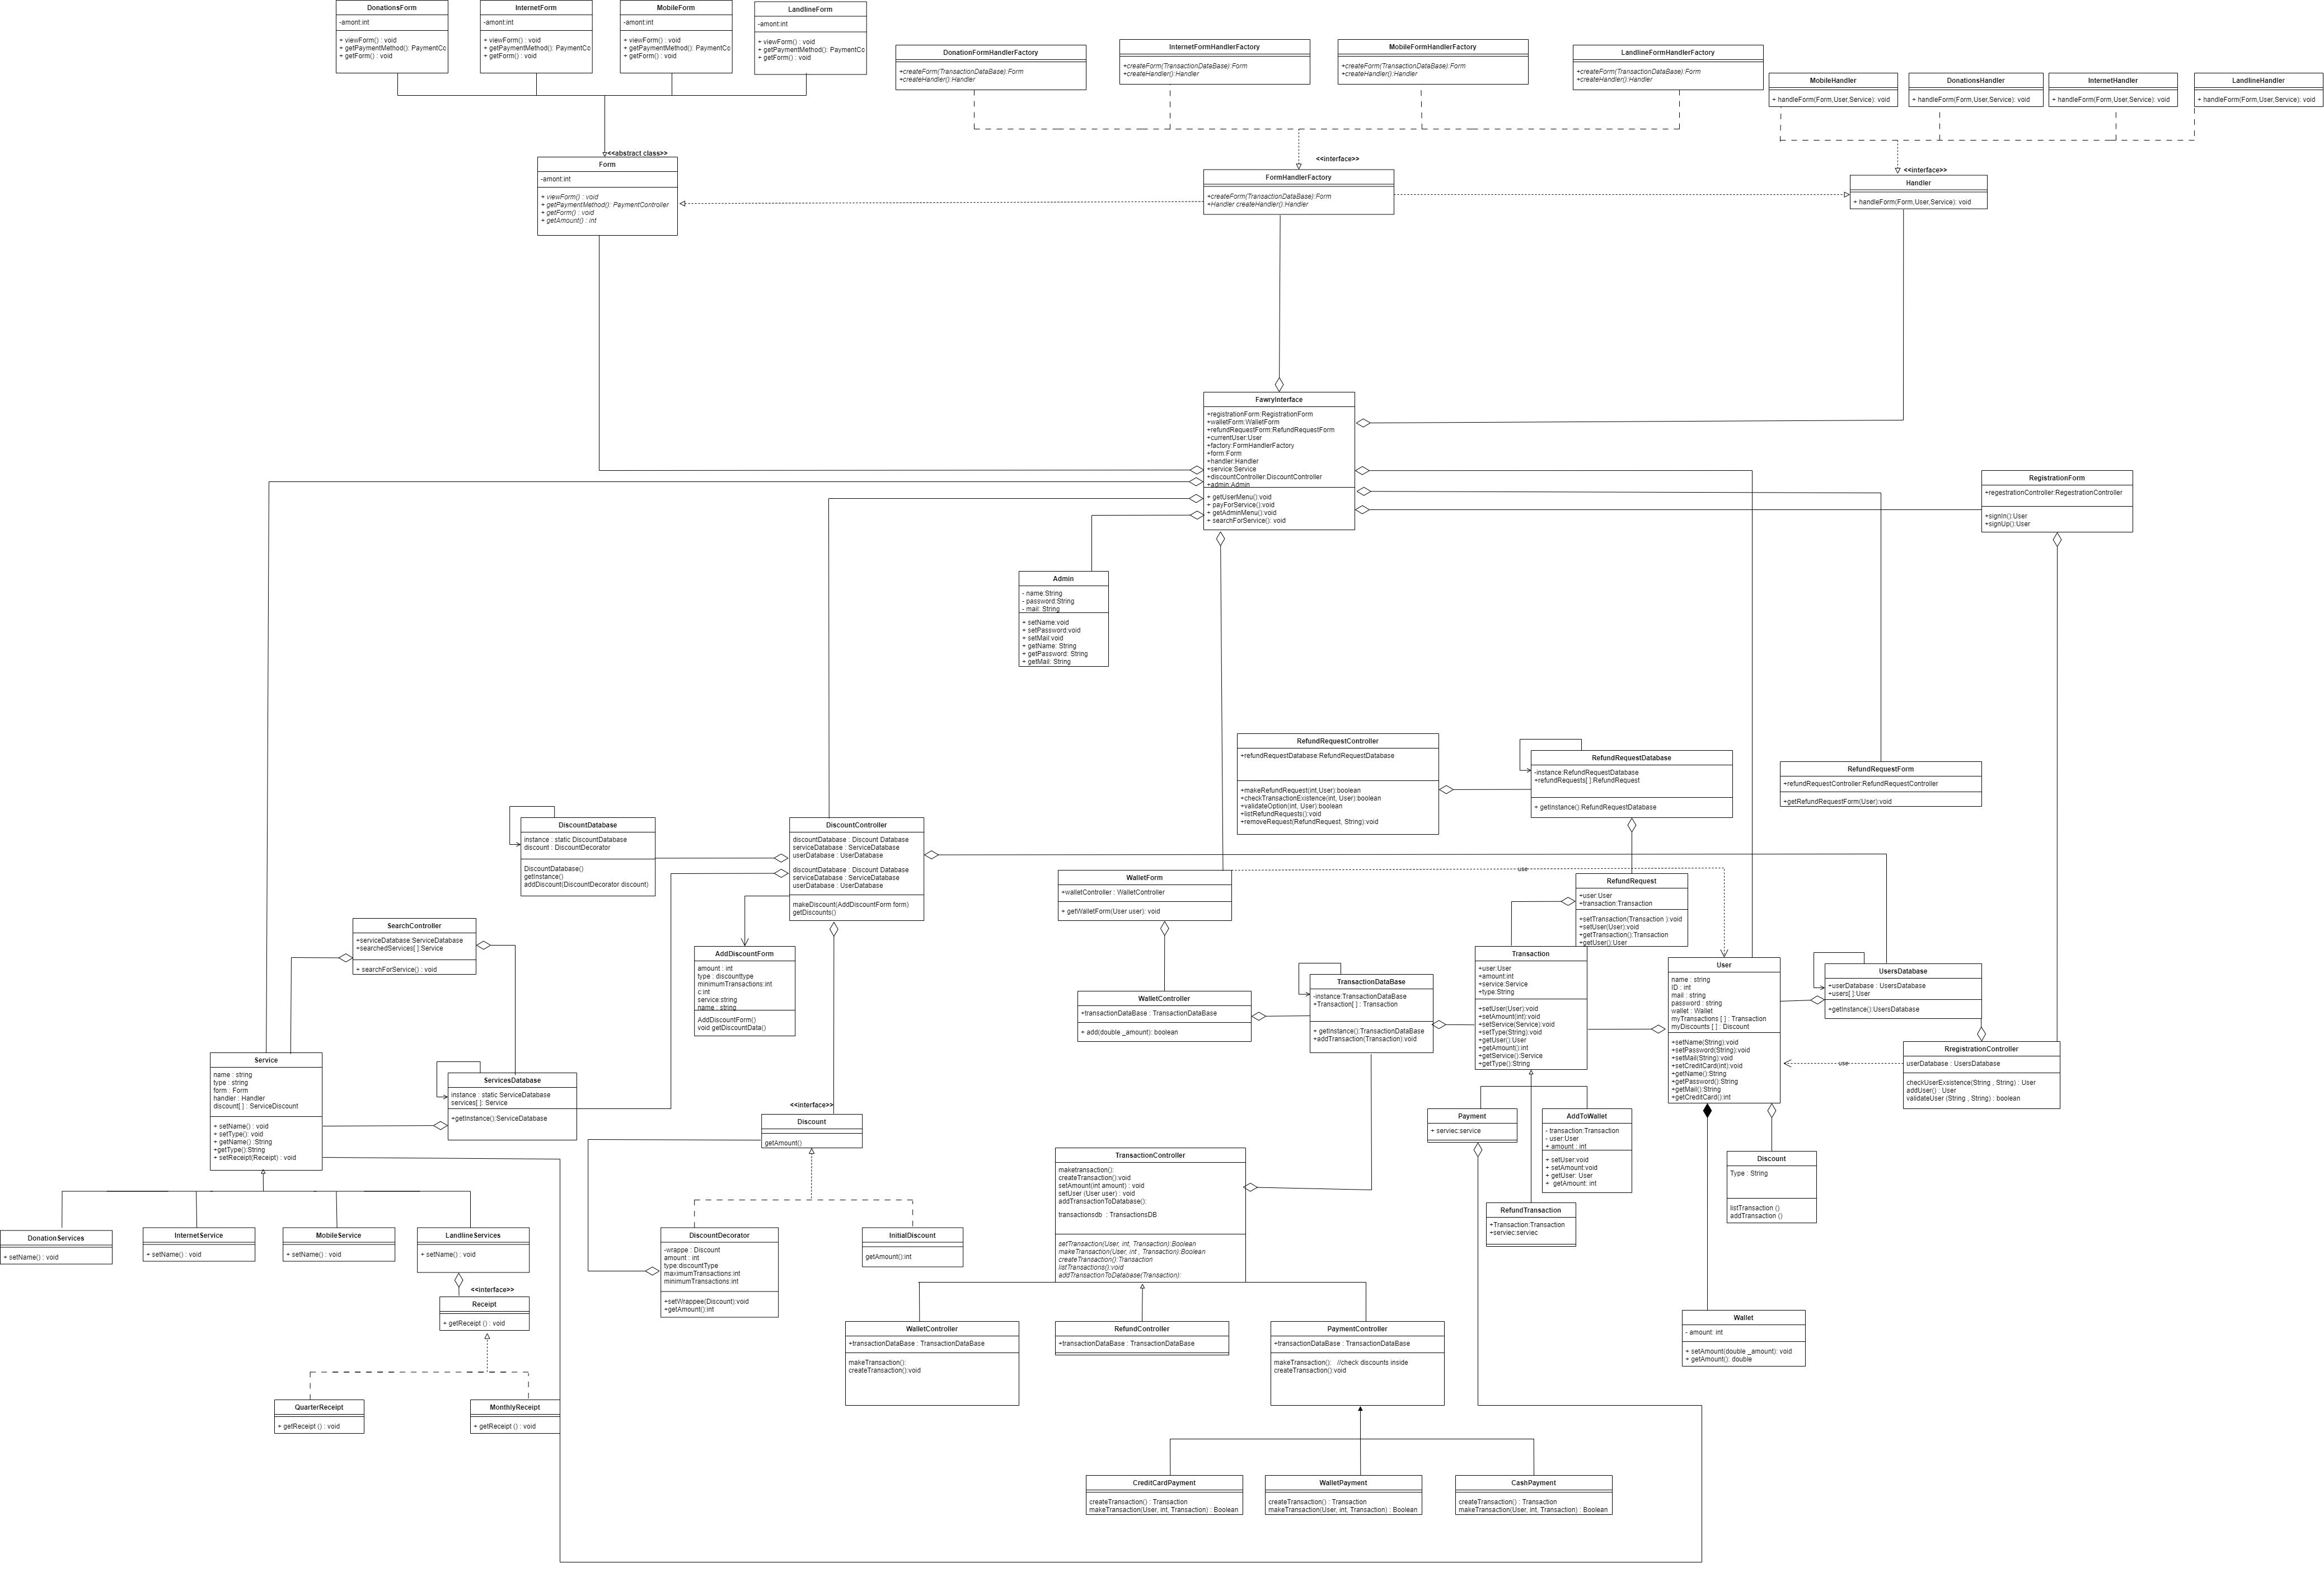 DonationsForm
-amont:int
+ viewForm() : void
+ getPaymentMethod(): PaymentCo
+ getForm() : void
InternetForm
-amont:int
+ viewForm() : void
+ getPaymentMethod(): PaymentCo
+ getForm() : void
MobileForm
-amont:int
+ viewForm() : void
+ getPaymentMethod(): PaymentCo
+ getForm() : void
LandlineForm
-amont:int
+ viewForm() : void
+ getPaymentMethod(): PaymentCo
+ getForm() : void
DonationFormHandlerFactory
+createForm(TransactionDataBase):Form
+createHandler():Handler
InternetFormHandlerFactory
+createForm(TransactionDataBase):Form
+createHandler():Handler
MobileFormHandlerFactory
+createForm(TransactionDataBase):Form
+createHandler():Handler
LandlineFormHandlerFactory
+createForm(TransactionDataBase):Form
+createHandler():Handler
MobileHandler
+ handleForm(Form,User,Service): void
DonationsHandler
+ handleForm(Form,User,Service): void
InternetHandler
+ handleForm(Form,User,Service): void
LandlineHandler
+ handleForm(Form,User,Service): void
<<abstract class>>
Form
-amont:int
+ viewForm() : void
+ getPaymentMethod(): PaymentController
+ getForm() : void
+ getAmount() : int
<<interface>>
FormHandlerFactory
+createForm(TransactionDataBase):Form
+Handler createHandler():Handler
<<interface>>
Handler
+ handleForm(Form,User,Service): void
FawryInterface
+registrationForm:RegistrationForm
+walletForm:WalletForm
+refundRequestForm:RefundRequestForm
+currentUser:User
+factory:FormHandlerFactory
+form:Form
+handler:Handler
+service:Service
+discountController:DiscountController
+admin:Admin
+ getUserMenu():void
+ payForService():void
+ getAdminMenu():void
+ searchForService(): void
RegistrationForm
+regestrationController:RegestrationController
+signIn():User
+signUp():User
Admin
- name:String
- password:String
- mail: String
+ setName:void
+ setPassword:void
+ setMail:void
+ getName: String
+ getPassword: String
+ getMail: String
RefundRequestController
+refundRequestDatabase:RefundRequestDatabase
+makeRefundRequest(int,User):boolean
+checkTransactionExistence(int, User):boolean
+validateOption(int, User):boolean
+listRefundRequests():void
+removeRequest(RefundRequest, String):void
RefundRequestDatabase
-instance:RefundRequestDatabase
+refundRequests[ ]:RefundRequest
+ getInstance():RefundRequestDatabase
RefundRequestForm
+refundRequestController:RefundRequestController
+getRefundRequestForm(User):void
DiscountDatabase
instance : static DiscountDatabase
discount : DiscountDecorator
DiscountDatabase()
getInstance()
addDiscount(DiscountDecorator discount)
DiscountController
discountDatabase : Discount Database
serviceDatabase : ServiceDatabase
userDatabase : UserDatabase
discountDatabase : Discount Database
serviceDatabase : ServiceDatabase
userDatabase : UserDatabase
makeDiscount(AddDiscountForm form)
getDiscounts()
WalletForm
+walletController : WalletController
+ getWalletForm(User user): void
use
RefundRequest
+user:User
+transaction:Transaction
+setTransaction(Transaction ):void
+setUser(User):void
+getTransaction():Transaction
+getUser():User
SearchController
+serviceDatabase:ServiceDatabase
+searchedServices[ ]:Service
+ searchForService() : void
AddDiscountForm
amount : int
type : discounttype
minimumTransactions:int
c:int
service:string
name : string
AddDiscountForm()
void getDiscountData()
Transaction
+user:User
+amount:int
+service:Service
+type:String
+setUser(User):void
+setAmount(int):void
+setService(Service):void
+setType(String):void
+getUser():User
+getAmount():int
+getService():Service
+getType():String
User
name : string
ID : int
mail : string
password : string
wallet : Wallet
myTransactions [ ] : Transaction
myDiscounts [ ] : Discount
+setName(String):void
+setPassword(String):void
+setMail(String):void
+setCreditCard(int):void
+getName():String
+getPassword():String
+getMail():String
+getCreditCard():int
UsersDatabase
+userDatabase : UsersDatabase
+users[ ]:User
+getInstance():UsersDatabase
WalletController
+transactionDataBase : TransactionDataBase
+ add(double _amount): boolean
TransactionDataBase
-instance:TransactionDataBase
+Transaction[ ] : Transaction
+ getInstance():TransactionDataBase
+addTransaction(Transaction):void
RregistrationController
userDatabase : UsersDatabase
checkUserExsistence(String , String) : User
addUser() : User
validateUser (String , String) : boolean
use
Service
name : string
type : string
form : Form
handler : Handler
discount[ ] : ServiceDiscount
+ setName() : void
+ setType(): void
+ getName() :String
+getType():String
+ setReceipt(Receipt) : void
ServicesDatabase
instance : static ServiceDatabase
services[ ]: Service
+getInstance():ServiceDatabase
<<interface>>
Discount
getAmount()
Payment
+ serviec:service
AddToWallet
- transaction:Transaction
- user:User
+ amount : int
+ setUser:void
+ setAmount:void
+ getUser: User
+ getAmount: int
TransactionController
maketransaction():
createTransaction():void
setAmount(int amount) : void
setUser (User user) : void
addTransactionToDatabase():
transactionsdb : TransactionsDB
setTransaction(User, int, Transaction):Boolean
makeTransaction(User, int , Transaction):Boolean
createTransaction():Transaction
listTransactions():void
addTransactionToDatabase(Transaction):
Discount
Type : String
listTransaction ()
addTransaction ()
RefundTransaction
+Transaction:Transaction
+serviec:serviec
DonationServices
+ setName() : void
InternetService
+ setName() : void
MobileService
+ setName() : void
LandlineServices
+ setName() : void
DiscountDecorator
-wrappe : Discount
amount : int
type:discountType
maximumTransactions:int
minimumTransactions:int
+setWrappee(Discount):void
+getAmount():int
InitialDiscount
getAmount():int
<<interface>>
Receipt
+ getReceipt () : void
WalletController
+transactionDataBase : TransactionDataBase
makeTransaction():
createTransaction():void
RefundController
+transactionDataBase : TransactionDataBase
PaymentController
+transactionDataBase : TransactionDataBase
makeTransaction(): //check discounts inside
createTransaction():void
Wallet
- amount: int
+ setAmount(double _amount): void
+ getAmount(): double
QuarterReceipt
+ getReceipt () : void
MonthlyReceipt
+ getReceipt () : void
CreditCardPayment
createTransaction() : Transaction
makeTransaction(User, int, Transaction) : Boolean
WalletPayment
createTransaction() : Transaction
makeTransaction(User, int, Transaction) : Boolean
CashPayment
createTransaction() : Transaction
makeTransaction(User, int, Transaction) : Boolean